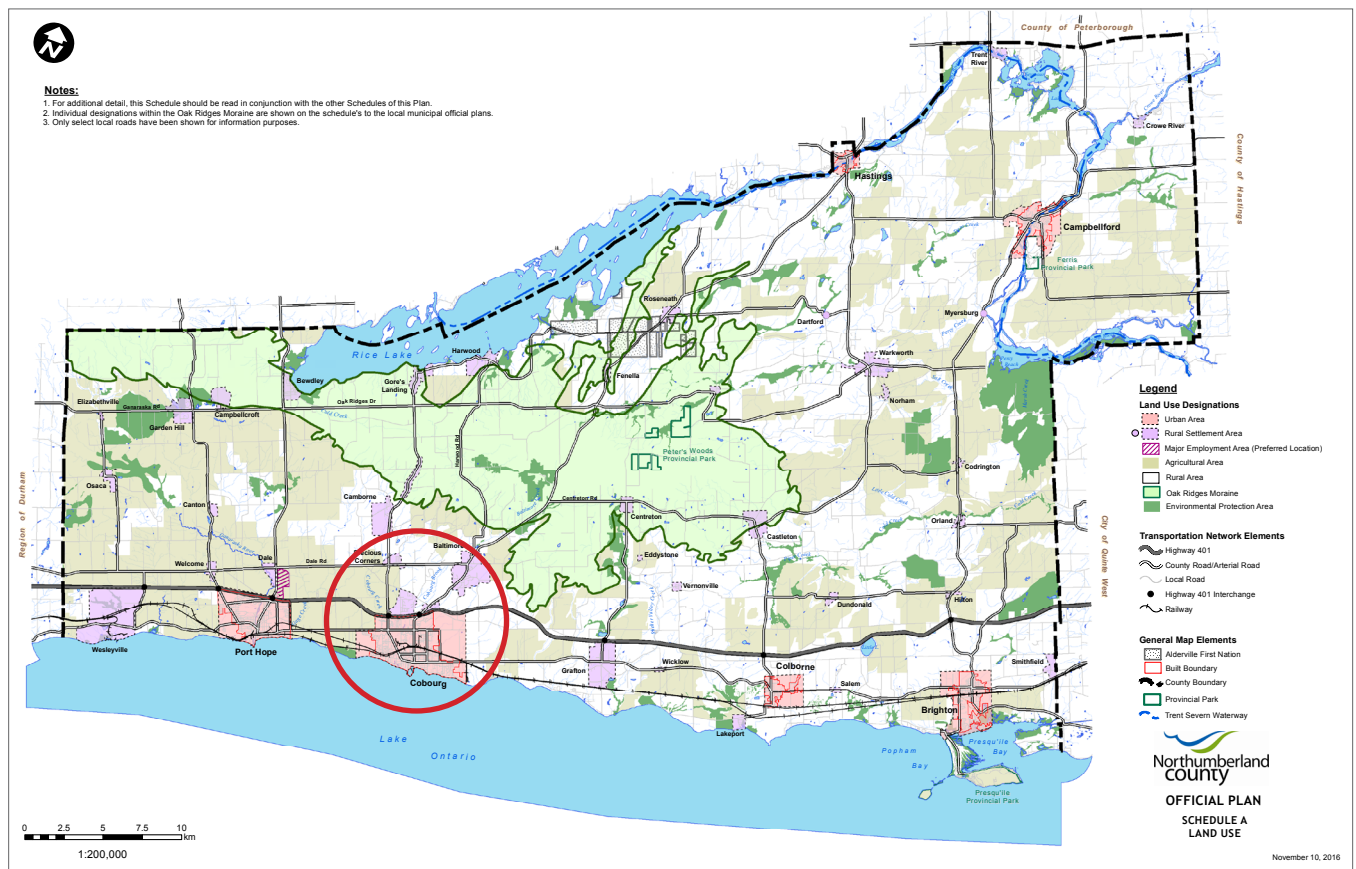 County of Peterborough
Trent
River
Crowe River
Notes:
1. For additional detail, this Schedule should be read in conjunction with the other Schedules of this Plan.
2. Individual designations within the Oak Ridges Moraine are shown on the schedule's to the local municipal official plans.
3. Only select local roads have been shown for information purposes.
County of Hastings
Hastings
Campbellford
Ferris
Provincial Park
Roseneath
Dartford
Myersburg
Rice Lake
Harwood
Warkworth
Bewdley
Gore's
Landing
Fenella
Norham
Elizabethville
Ganaraska Rd
Campbellcroft
Oak Ridges Dr
Garden Hill
Harwood Rd
Peter's Woods
Provincial Park
Codrington
Osaca
Camborne
Centreton Rd
Canton
Centreton
Orland
Castleton
Region of Durham
City of Quinte West
Baltimore
Precious
Corners
Dale
Dale Rd
Welcome
Eddystone
Vernonville
Dundonald
Hilton
Wesleyville
Port Hope
Cobourg
Grafton
Wicklow
Colborne
Salem
Smithfield
Brighton
Lakeport
Lake
Ontario
Popham
Bay
Presqu'ile
Bay
Presqu'ile
Provincial Park
Legend
Land Use Designations
Urban Area
Rural Settlement Area
Major Employment Area (Preferred Location)
Agricultural Area
Rural Area
Oak Ridges Moraine
Environmental Protection Area
Transportation Network Elements
Highway 401
County Road/Arterial Road
Local Road
Highway 401 Interchange
Railway
General Map Elements
Alderville First Nation
Built Boundary
County Boundary
Provincial Park
Trent Severn Waterway
Northumberland
county
OFFICIAL PLAN
SCHEDULE A
LAND USE
0 2.5 5 7.5 10
km
1:200,000
November 10, 2016
N